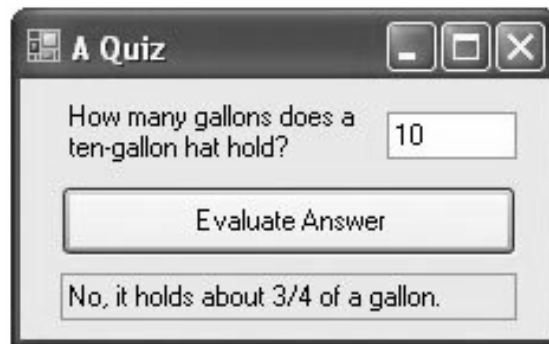 A Quiz
How many gallons does a
ten-gallon hat hold?
10
Evaluate Answer
No, it holds about 3/4 of a gallon.